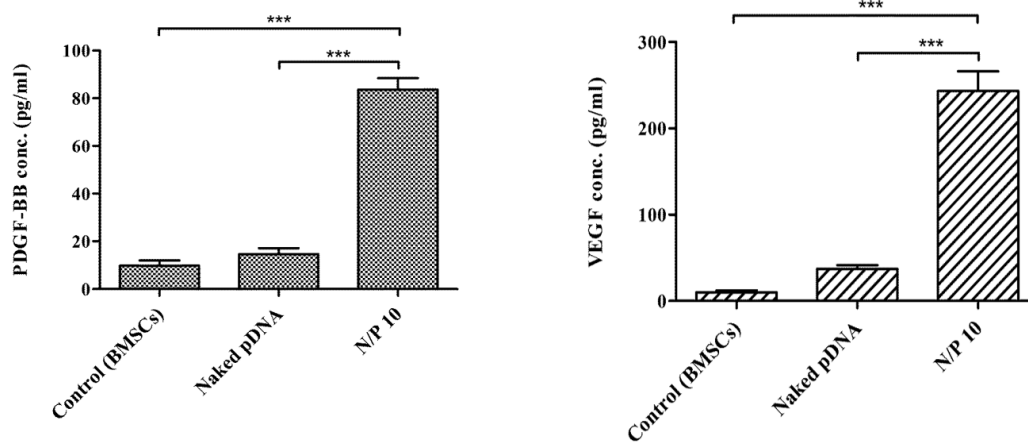 ***
***
100
80
60
40
20
0
PDGF-BB conc. (pg/ml)
Control (BMSCs)
Naked pDNA
N/P 10
***
***
300
200
100
0
VEGF conc. (pg/ml)
Control (BMSCs)
Naked pDNA
N/P 10